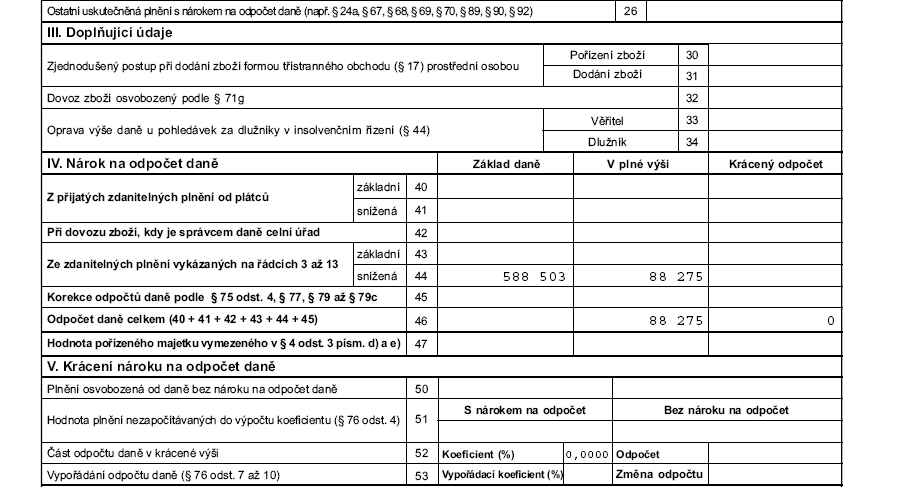 Ostatní uskutečněná plnění s nárokem na odpočet daně (např. § 24a, § 67, § 68, § 69, § 70, § 89, § 90, § 92) 26
III. Doplňující údaje
Zjednodušený postup při dodání zboží formou třístranného obchodu (§ 17) prostřední osobou
Pořízení zboží 30
Dodání zboží 31
Dovoz zboží osvobozený podle § 71g 32
Oprava výše daně u pohledávek za dlužníky v insolvenčním řízení (§ 44)
Věřitel 33
Dlužník 34
IV. Nárok na odpočet daně Základ daně V plné výši Krácený odpočet
Z přijatých zdanitelných plnění od plátců
základní 40
snížená 41
Při dovozu zboží, kdy je správcem daně celní úřad 42
Ze zdanitelných plnění vykázaných na řádcích 3 až 13
základní 43
snížená 44 588 503 88 275
Korekce odpočtů daně podle § 75 odst. 4, § 77, § 79 až § 79c 45
Odpočet daně celkem (40 + 41 + 42 + 43 + 44 + 45) 46 88 275 0
Hodnota pořízeného majetku vymezeného v § 4 odst. 3 písm. d) a e) 47
V. Krácení nároku na odpočet daně
Plnění osvobozená od daně bez nároku na odpočet daně 50
Hodnota plnění nezapočítávaných do výpočtu koeficientu (§ 76 odst. 4) 51
S nárokem na odpočet Bez nároku na odpočet
Část odpočtu daně v krácené výši 52 Koeficient (%) 0,0000 Odpočet
Vypořádání odpočtu daně (§ 76 odst. 7 až 10) 53 Vypořádací koeficient (%) Změna odpočtu